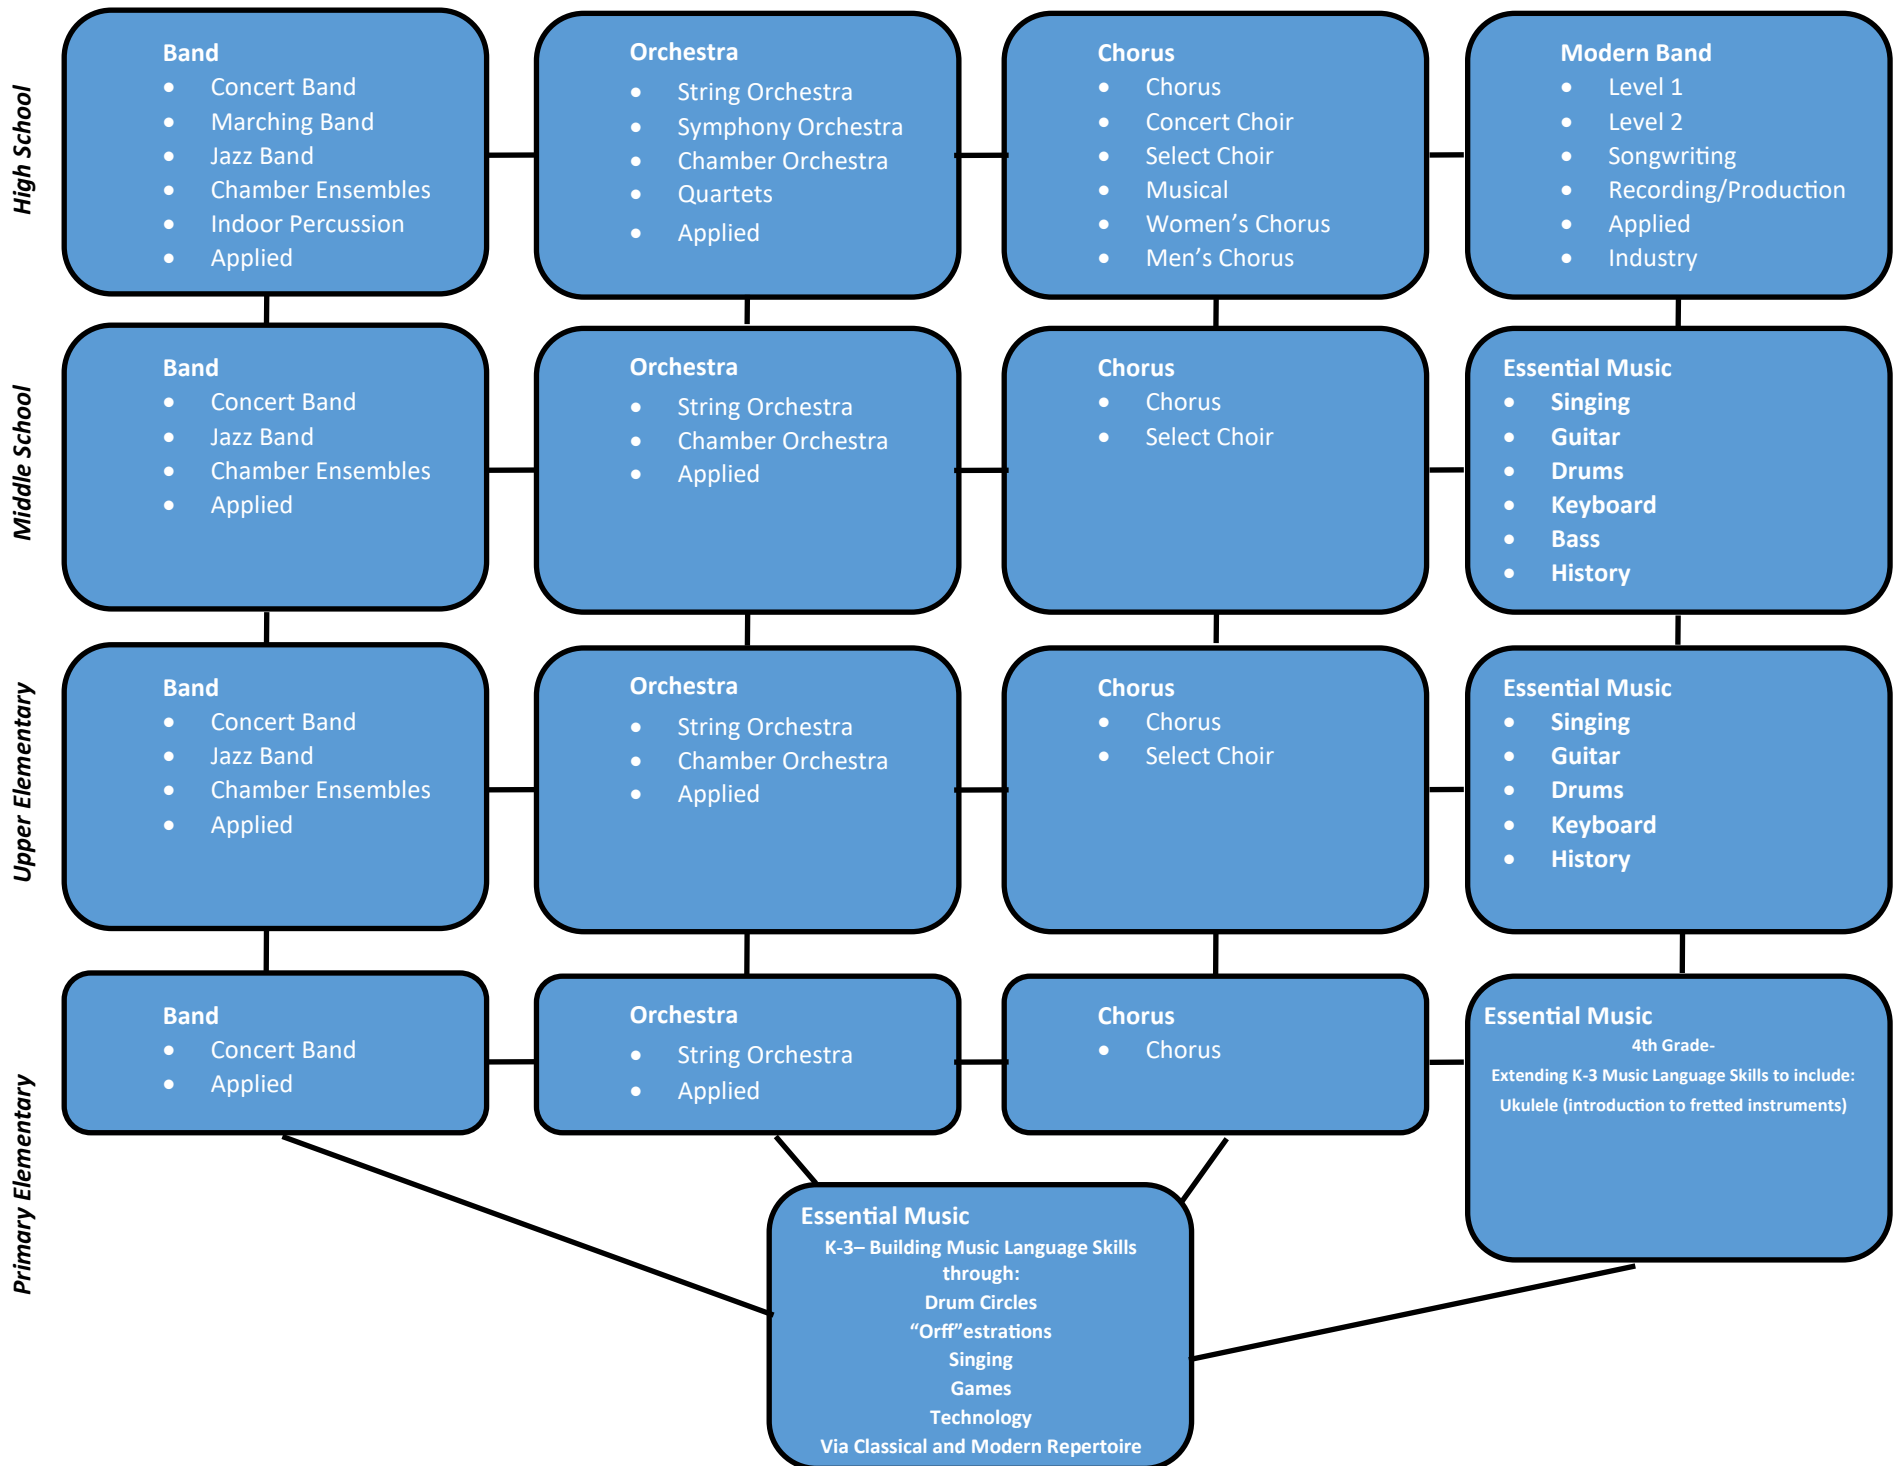 High School
Band
• Concert Band
• Marching Band
• Jazz Band
• Chamber Ensembles
• Indoor Percussion
• Applied
Orchestra
• String Orchestra
• Symphony Orchestra
• Chamber Orchestra
• Quartets
• Applied
Chorus
• Chorus
• Concert Choir
• Select Choir
• Musical
• Women’s Chorus
• Men’s Chorus
Modern Band
• Level 1
• Level 2
• Songwriting
• Recording/Production
• Applied
• Industry
Middle School
Band
• Concert Band
• Jazz Band
• Chamber Ensembles
• Applied
Orchestra
• String Orchestra
• Chamber Orchestra
• Applied
Chorus
• Chorus
• Select Choir
Essential Music
• Singing
• Guitar
• Drums
• Keyboard
• Bass
• History
Upper Elementary
Band
• Concert Band
• Jazz Band
• Chamber Ensembles
• Applied
Orchestra
• String Orchestra
• Chamber Orchestra
• Applied
Chorus
• Chorus
• Select Choir
Essential Music
• Singing
• Guitar
• Drums
• Keyboard
• History
Primary Elementary
Band
• Concert Band
• Applied
Orchestra
• String Orchestra
• Applied
Chorus
• Chorus
Essential Music
4th Grade-
Extending K-3 Music Language Skills to include:
Ukulele (introduction to fretted instruments)
Essential Music
K-3– Building Music Language Skills
through:
Drum Circles
“Orff”estrations
Singing
Games
Technology
Via Classical and Modern Repertoire